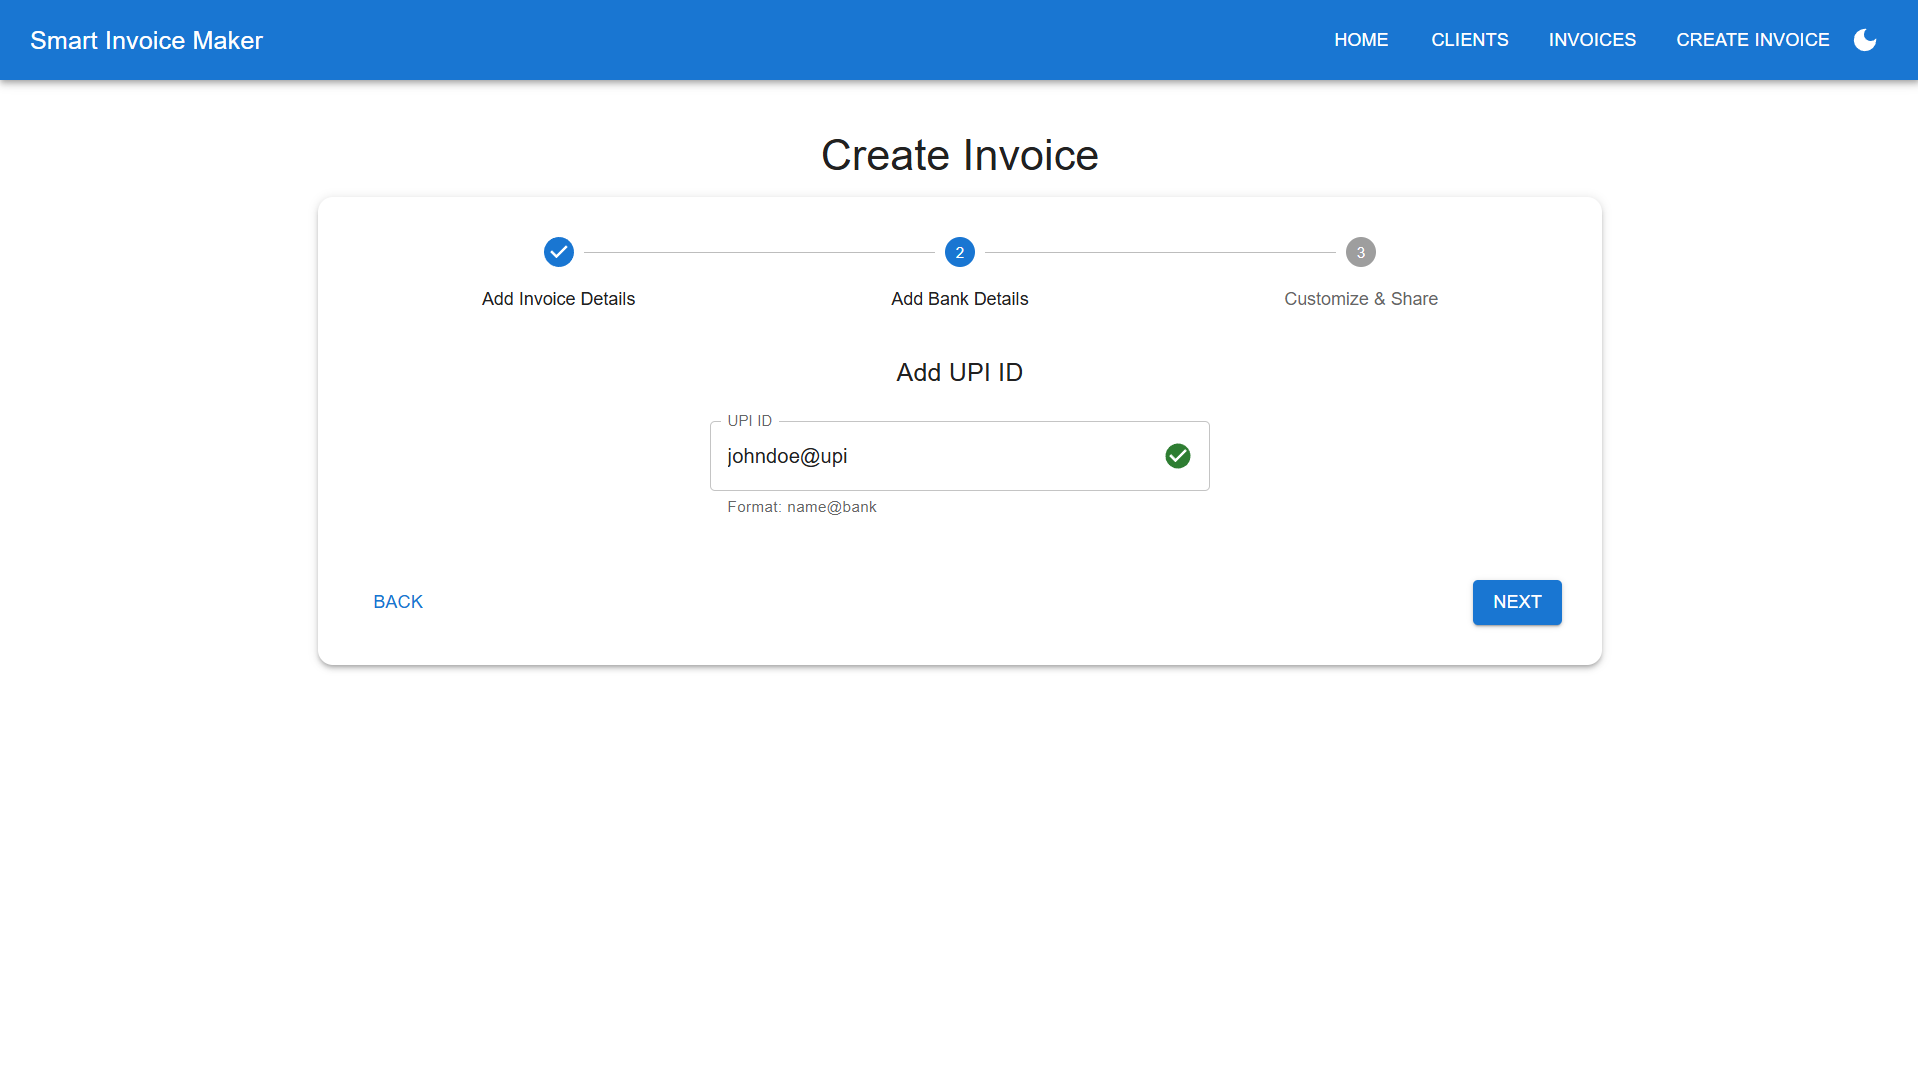 Smart Invoice Maker
HOME CLIENTS INVOICES CREATE INVOICE
Create Invoice
2 3
Add Invoice Details Add Bank Details Customize & Share
Add UPI ID
UPI ID
johndoe@upi
Format: name@bank
BACK NEXT